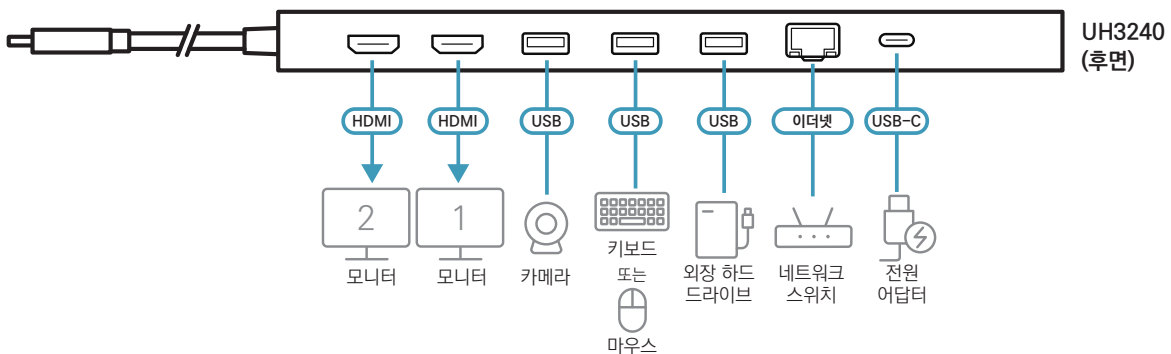 UH3240
(후면)
HDMI
HDMI
USB
USB
USB
이더넷
USB-C
2
1
모니터
모니터
카메라
키보드
또는
마우스
외장 하드
드라이브
네트워크
스위치
전원
어답터